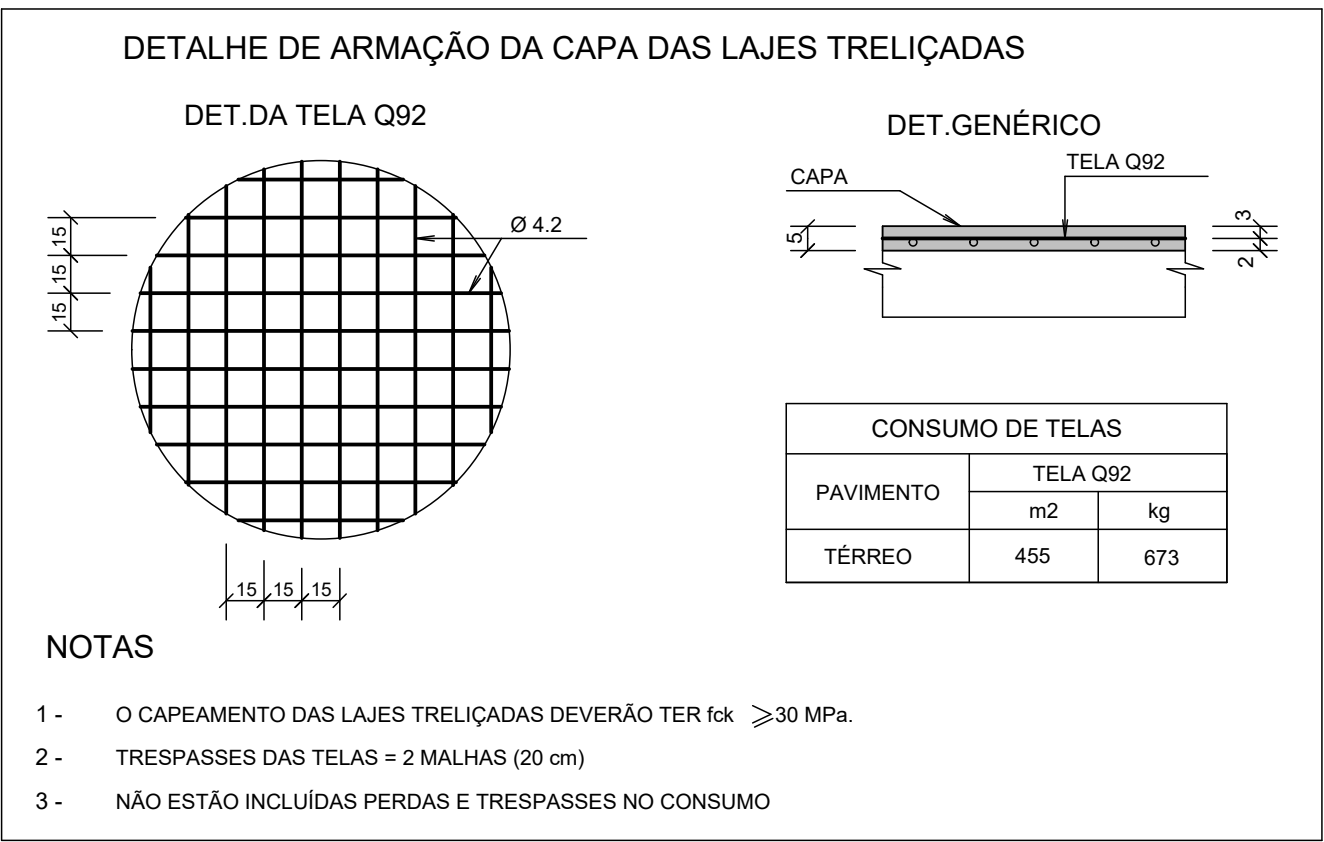 DETALHE DE ARMAÇÃO DA CAPA DAS LAJES TRELIÇADAS
DET.DA TELA Q92
15
15
15
Ø 4.2
15 15 15
DET.GENÉRICO
CAPA
TELA Q92
5
3
2
CONSUMO DE TELAS
PAVIMENTO
TELA Q92
m2 kg
TÉRREO 455 673
NOTAS
1 - O CAPEAMENTO DAS LAJES TRELIÇADAS DEVERÃO TER fck ⩾30 MPa.
2 - TRESPASSES DAS TELAS = 2 MALHAS (20 cm)
3 - NÃO ESTÃO INCLUÍDAS PERDAS E TRESPASSES NO CONSUMO